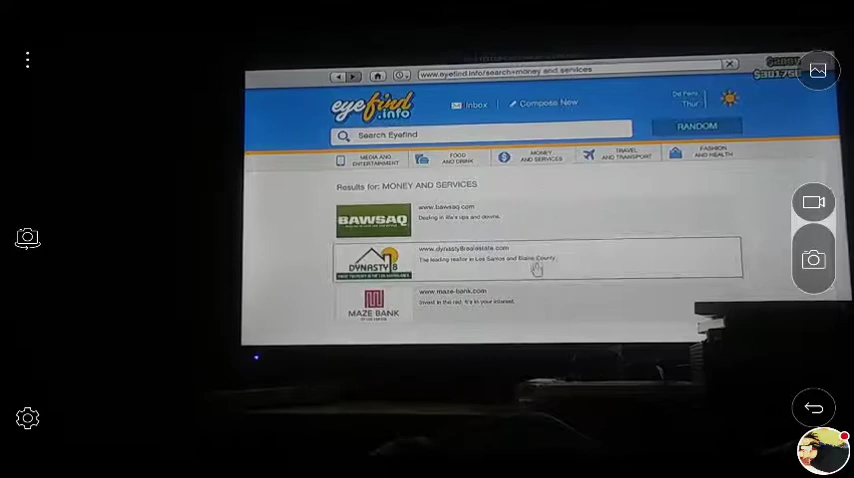 www.eyefind.info/search=money and services
eyefind
.info
Inbox
Compose New
Thur
Search Eyefind
RANDOM
MEDIA AND
ENTERTAINMENT
FOOD
AND DRINK
MONEY
AND SERVICES
TRAVEL
AND TRANSPORT
FASHION
AND HEALTH
Results for: MONEY AND SERVICES
BAWSAQ
www.bawsaq.com
Dealing in life's ups and downs.
DYNASTY 8
www.dynasty8realestate.com
The leading realtor in Los Santos and Blaine County.
MAZE BANK
www.maze-bank.com
Invest in the red. It's in your interest.